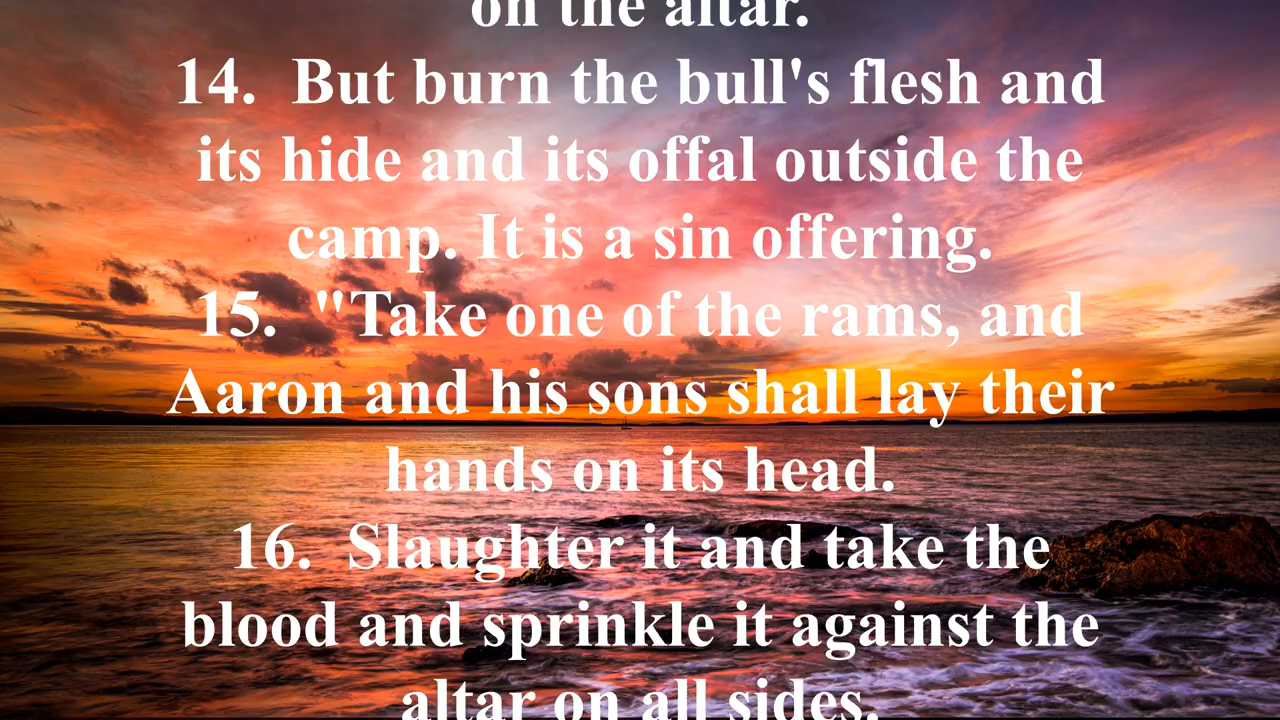 on the altar.
14.  But burn the bull's flesh and
its hide and its offal outside the
camp. It is a sin offering.
15.  "Take one of the rams, and
Aaron and his sons shall lay their
hands on its head.
16.  Slaughter it and take the
blood and sprinkle it against the
altar on all sides.